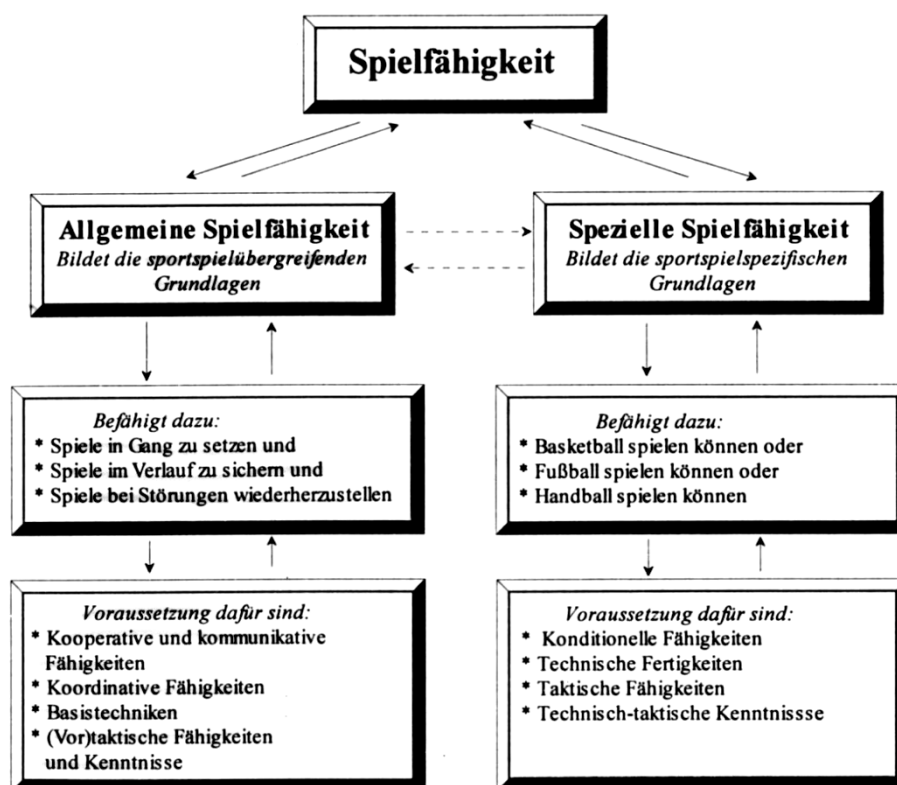 Spielfähigkeit
Allgemeine Spielfähigkeit
Bildet die sportspielübergreifenden
Grundlagen
Spezielle Spielfähigkeit
Bildet die sportspielspezifischen
Grundlagen
Befähigt dazu:
* Spiele in Gang zu setzen und
* Spiele im Verlauf zu sichern und
* Spiele bei Störungen wiederherzustellen
Befähigt dazu:
* Basketball spielen können oder
* Fußball spielen können oder
* Handball spielen können
Voraussetzung dafür sind:
* Kooperative und kommunikative
Fähigkeiten
* Koordinative Fähigkeiten
* Basistechniken
* (Vor)taktische Fähigkeiten
und Kenntnisse
Voraussetzung dafür sind:
* Konditionelle Fähigkeiten
* Technische Fertigkeiten
* Taktische Fähigkeiten
* Technisch-taktische Kenntnissse